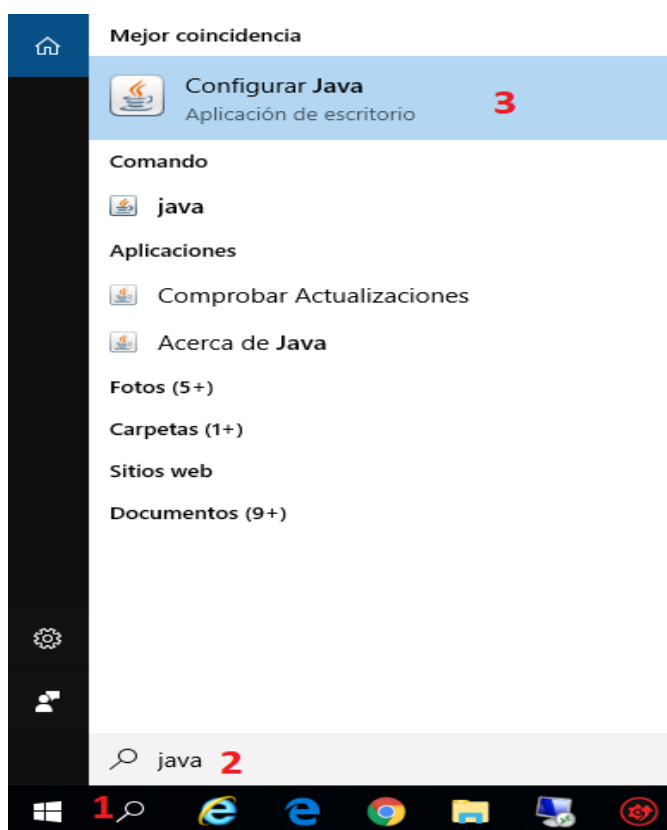 Mejor coincidencia
Configurar Java
Aplicación de escritorio
3
Comando
java
Aplicaciones
Comprobar Actualizaciones
Acerca de Java
Fotos (5+)
Carpetas (1+)
Sitios web
Documentos (9+)
java 2
1